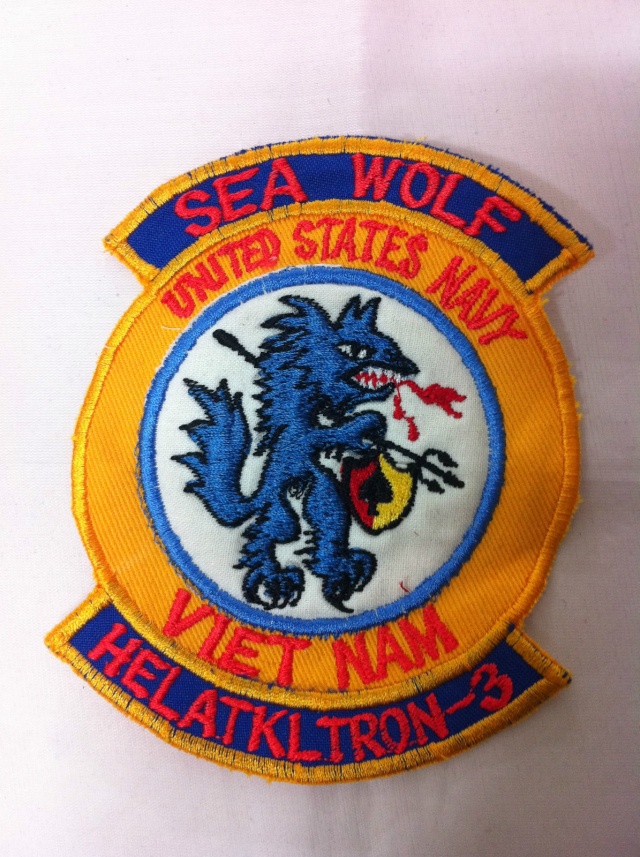 SEA WOLF
UNITED STATES NAVY
VIET NAM
HELATKLTRON-3